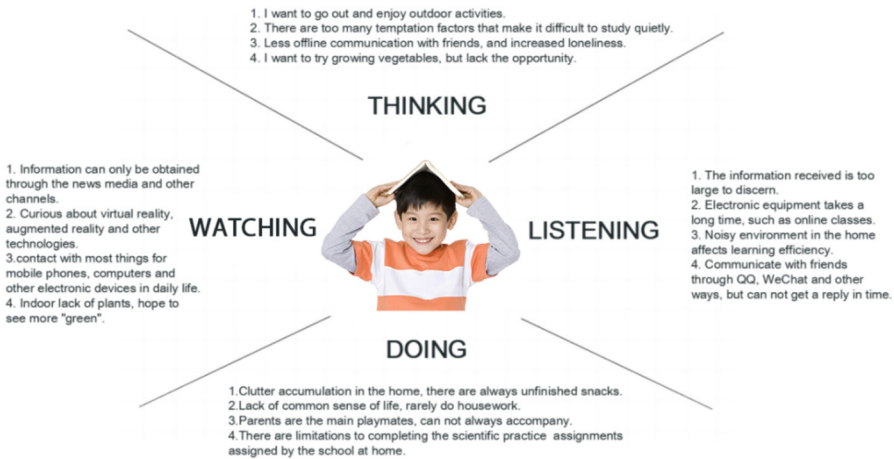 1. I want to go out and enjoy outdoor activities.
2. There are too many temptation factors that make it difficult to study quietly.
3. Less offline communication with friends, and increased loneliness.
4. I want to try growing vegetables, but lack the opportunity.
THINKING
1. Information can only be obtained
through the news media and other
channels.
2. Curious about virtual reality,
augmented reality and other
technologies.
3.contact with most things for
mobile phones, computers and
other electronic devices in daily life.
4. Indoor lack of plants, hope to
see more "green".
WATCHING
LISTENING
1. The information received is too
large to discern.
2. Electronic equipment takes a
long time, such as online classes.
3. Noisy environment in the home
affects learning efficiency.
4. Communicate with friends
through QQ, WeChat and other
ways, but can not get a reply in time.
DOING
1.Clutter accumulation in the home, there are always unfinished snacks.
2.Lack of common sense of life, rarely do housework.
3.Parents are the main playmates, can not always accompany.
4.There are limitations to completing the scientific practice assignments
assigned by the school at home.